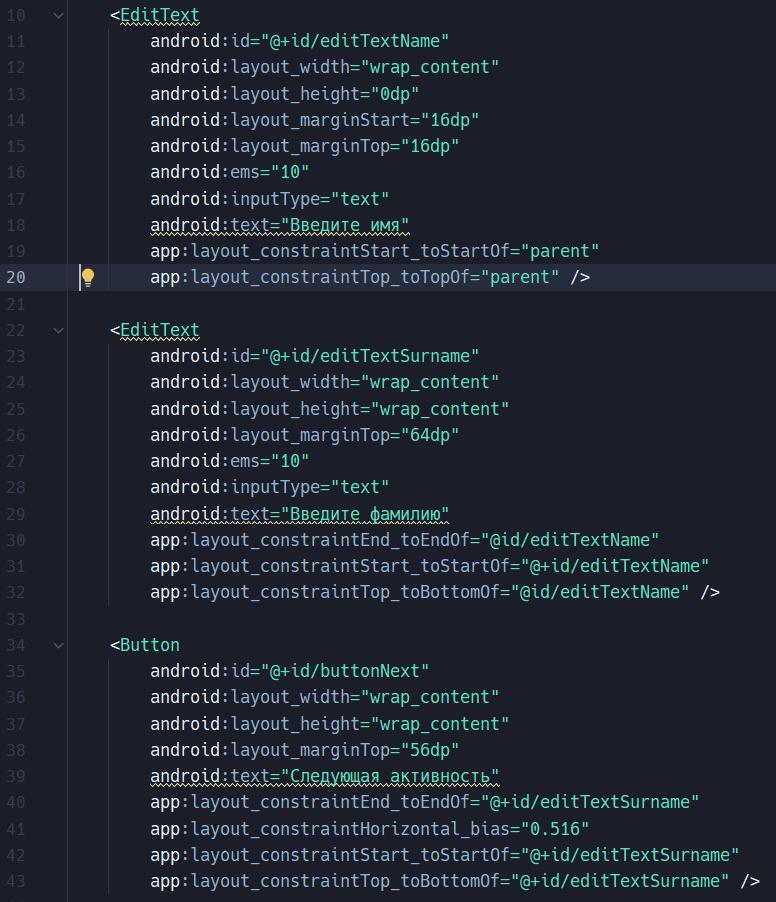 10 <EditText
11 android:id="@+id/editTextName"
12 android:layout_width="wrap_content"
13 android:layout_height="0dp"
14 android:layout_marginStart="16dp"
15 android:layout_marginTop="16dp"
16 android:ems="10"
17 android:inputType="text"
18 android:text="Введите имя"
19 app:layout_constraintStart_toStartOf="parent"
20 app:layout_constraintTop_toTopOf="parent" />
21
22 <EditText
23 android:id="@+id/editTextSurname"
24 android:layout_width="wrap_content"
25 android:layout_height="wrap_content"
26 android:layout_marginTop="64dp"
27 android:ems="10"
28 android:inputType="text"
29 android:text="Введите фамилию"
30 app:layout_constraintEnd_toEndOf="@id/editTextName"
31 app:layout_constraintStart_toStartOf="@+id/editTextName"
32 app:layout_constraintTop_toBottomOf="@id/editTextName" />
33
34 <Button
35 android:id="@+id/buttonNext"
36 android:layout_width="wrap_content"
37 android:layout_height="wrap_content"
38 android:layout_marginTop="56dp"
39 android:text="Следующая активность"
40 app:layout_constraintEnd_toEndOf="@+id/editTextSurname"
41 app:layout_constraintHorizontal_bias="0.516"
42 app:layout_constraintStart_toStartOf="@+id/editTextSurname"
43 app:layout_constraintTop_toBottomOf="@+id/editTextSurname" />